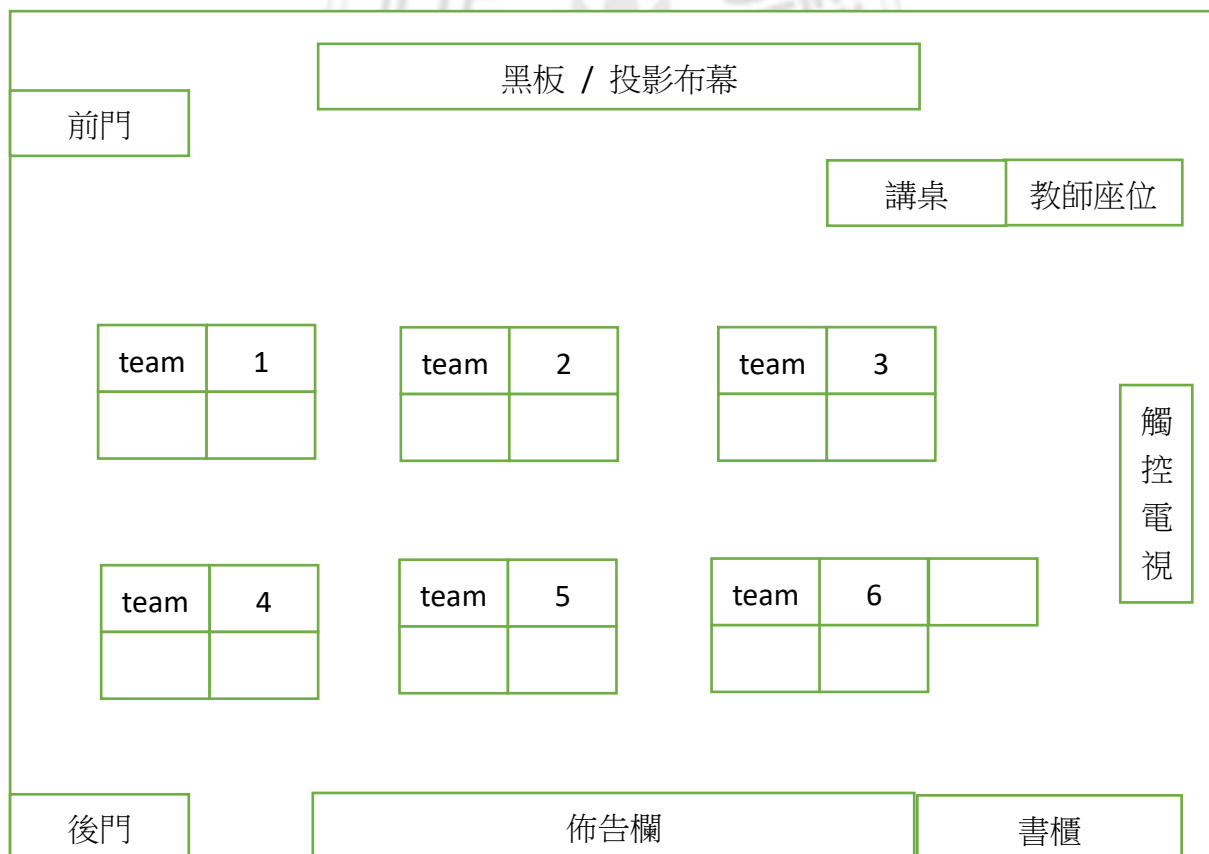 黑板 / 投影布幕
前門
講桌
教師座位
team 1
team 2
team 3
觸控電視
team 4
team 5
team 6
後門
佈告欄
書櫃